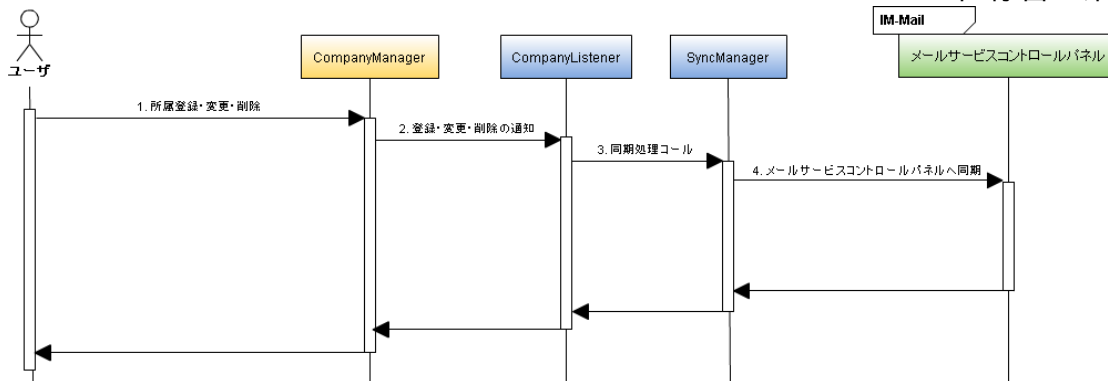 IM-Mail
ユーザ
CompanyManager
CompanyListener
SyncManager
メールサービスコントロールパネル
1.所属登録・変更・削除
2.登録・変更・削除の通知
3.同期処理コール
4.メールサービスコントロールパネルへ同期